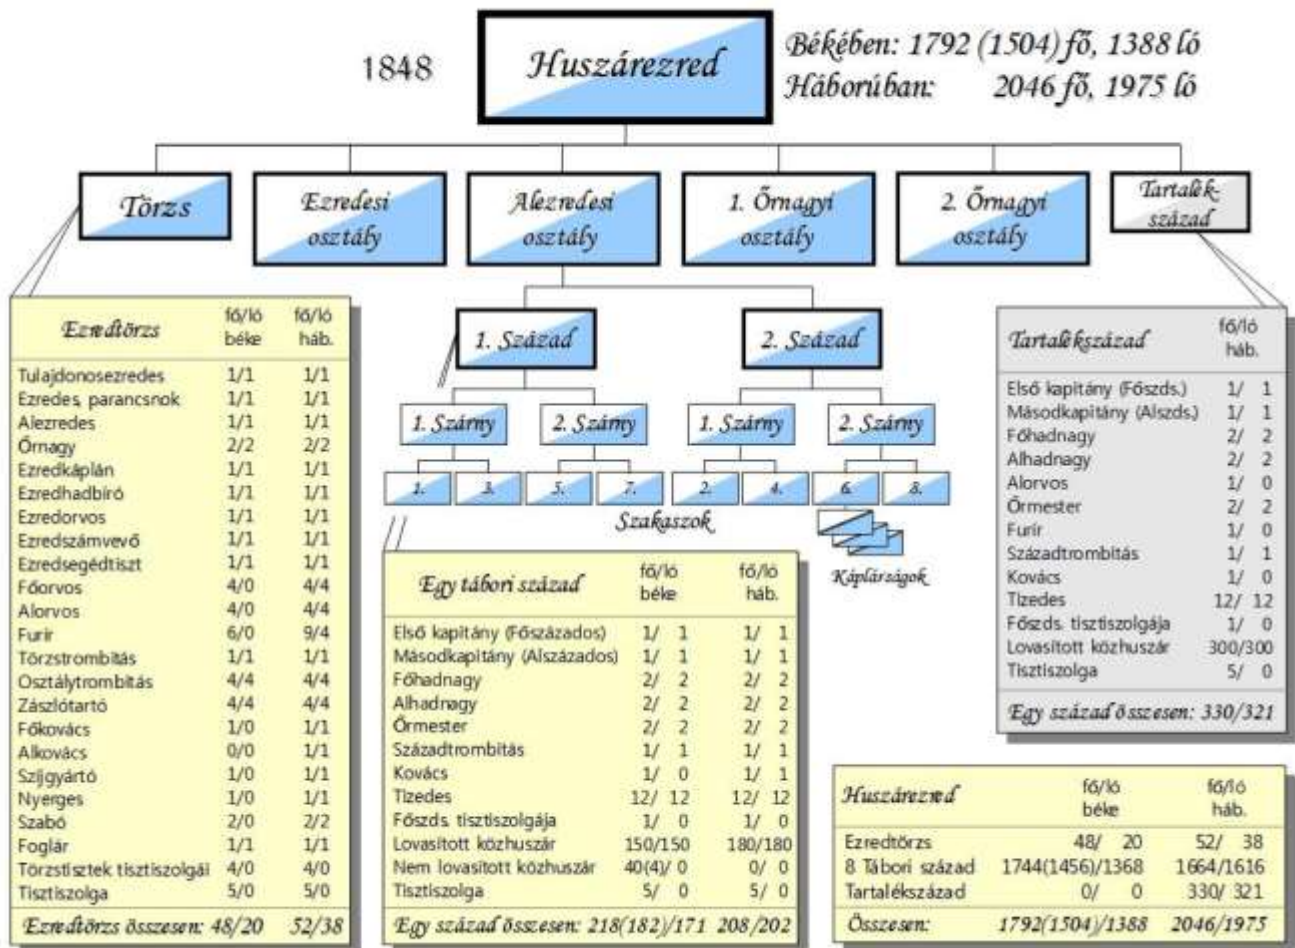 1848
Huszárezred
Békében: 1792 (1504) fő, 1388 ló
Háborúban: 2046 fő, 1975 ló
Törzs
Ezredesi
osztály
Alezredesi
osztály
1. Őrnagyi
osztály
2. Őrnagyi
osztály
Tartalék-
század
1. Század
2. Század
1. Szárny
2. Szárny
1. Szárny
2. Szárny
1.
3.
5.
7.
2.
4.
6.
8.
Szakaszok
Káplárságok
Ezredtörzs
fő/ló fő/ló
béke háb.
Tulajdonosezredes 1/1 1/1
Ezredes, parancsnok 1/1 1/1
Alezredes 1/1 1/1
Őrnagy 2/2 2/2
Ezredkáplán 1/1 1/1
Ezredhadbíró 1/1 1/1
Ezredorvos 1/1 1/1
Ezredszámvevő 1/1 1/1
Ezredsegédtiszt 1/1 1/1
Főorvos 4/0 4/4
Alorvos 4/0 4/4
Furír 6/0 9/4
Törzstrombitás 1/1 1/1
Osztálytrombitás 4/4 4/4
Zászlótartó 4/4 4/4
Főkovács 1/0 1/1
Alkovács 0/0 1/1
Szíjgyártó 1/0 1/1
Nyerges 1/0 1/1
Szabó 2/0 2/2
Foglár 1/1 1/1
Törzstisztek tisztiszolgái 4/0 4/0
Tisztiszolga 5/0 5/0
Ezredtörzs összesen: 48/20 52/38
Egy tábori század
fő/ló fő/ló
béke háb.
Első kapitány (Főszázados) 1/ 1 1/ 1
Másodkapitány (Alszázados) 1/ 1 1/ 1
Főhadnagy 2/ 2 2/ 2
Alhadnagy 2/ 2 2/ 2
Őrmester 2/ 2 2/ 2
Századtrombitás 1/ 1 1/ 1
Kovács 1/ 0 1/ 1
Tizedes 12/ 12 12/ 12
Főszds. tisztiszolgája 1/ 0 1/ 0
Lovasított közhuszár 150/150 180/180
Nem lovasított közhuszár 40(4)/ 0 0/ 0
Tisztiszolga 5/ 0 5/ 0
Egy század összesen: 218(182)/171 208/202
Tartalékszázad
fő/ló
háb.
Első kapitány (Főszds.) 1/ 1
Másodkapitány (Alszds.) 1/ 1
Főhadnagy 2/ 2
Alhadnagy 2/ 2
Alorvos 1/ 0
Őrmester 2/ 2
Furír 1/ 0
Századtrombitás 1/ 1
Kovács 1/ 0
Tizedes 12/ 12
Főszds. tisztiszolgája 1/ 0
Lovasított közhuszár 300/300
Tisztiszolga 5/ 0
Egy század összesen: 330/321
Huszárezred
fő/ló fő/ló
béke háb.
Ezredtörzs 48/ 20 52/ 38
8 Tábori század 1744(1456)/1368 1664/1616
Tartalékszázad 0/ 0 330/ 321
Összesen: 1792(1504)/1388 2046/1975